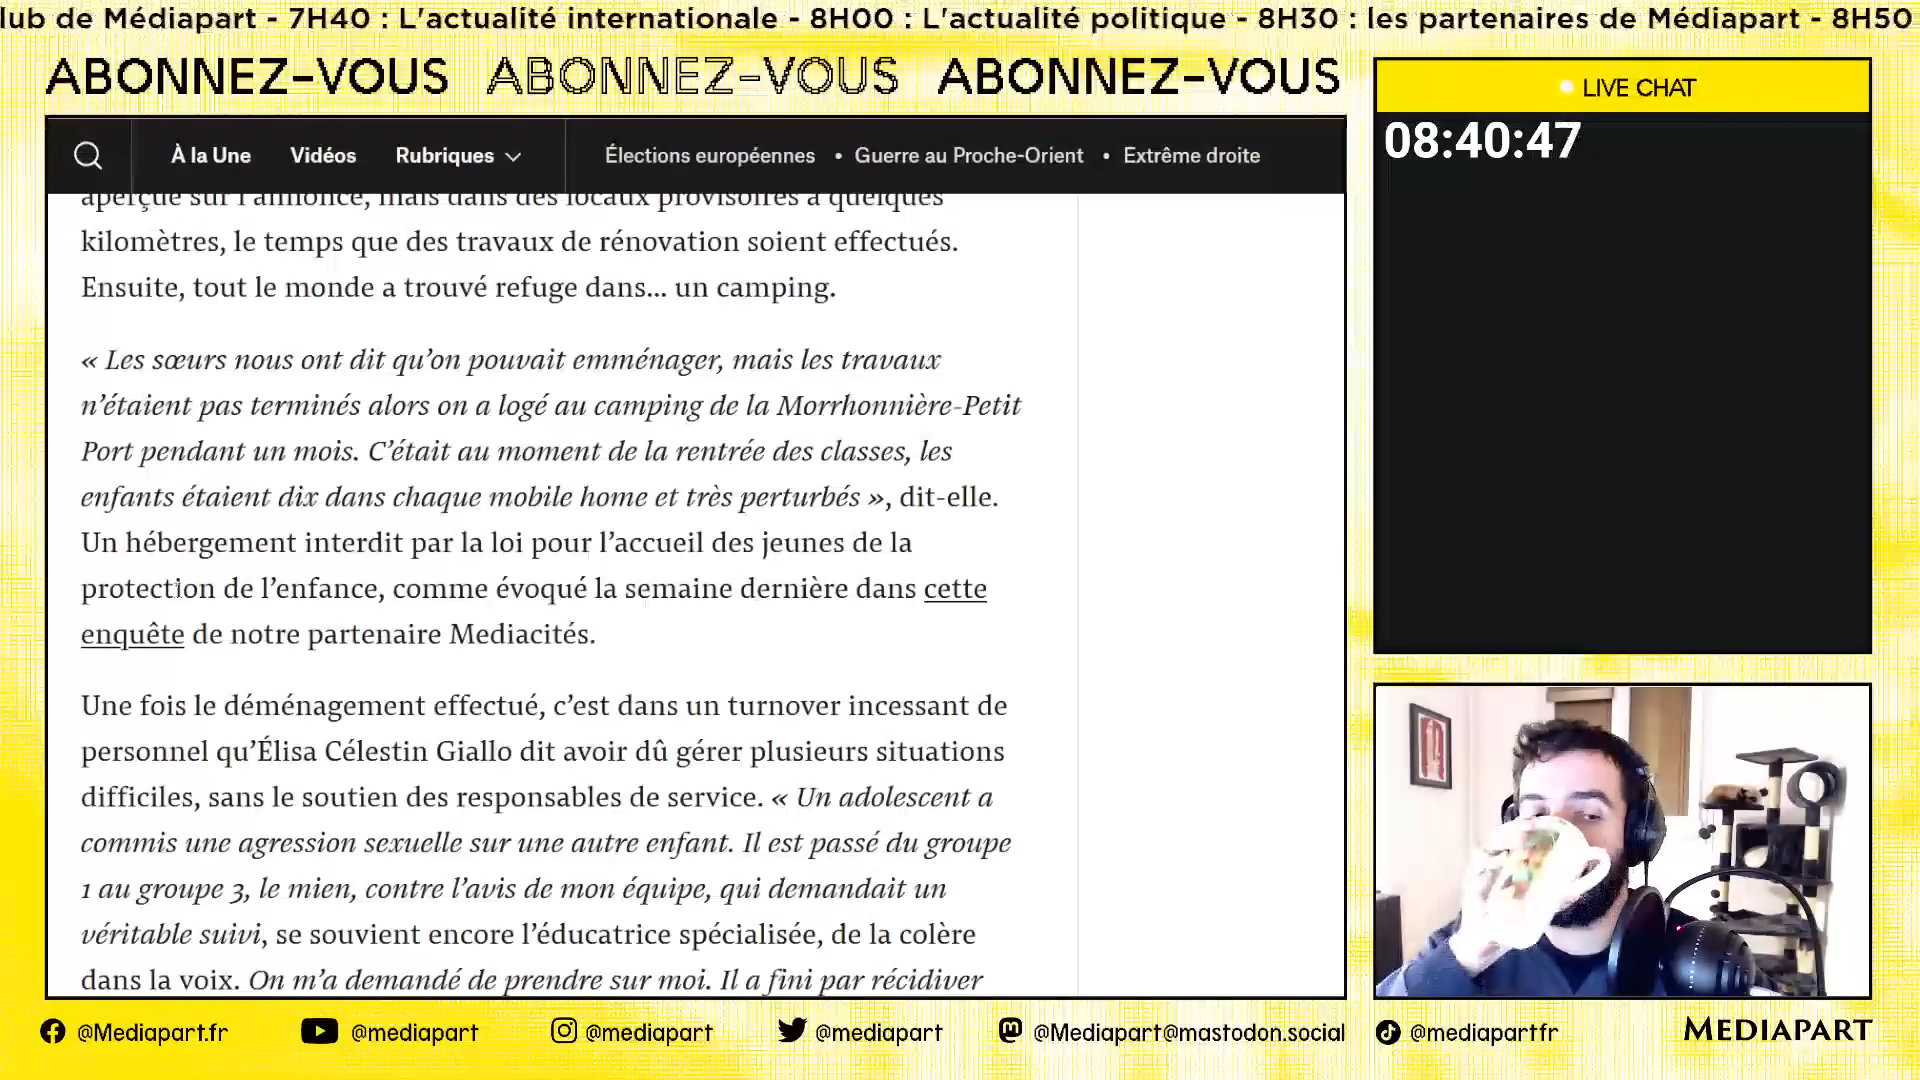 lub de Médiapart - 7H40 : L'actualité internationale - 8H00 : L'actualité politique - 8H30 : les partenaires de Médiapart - 8H50
ABONNEZ-VOUS ABONNEZ-VOUS ABONNEZ-VOUS
À la Une Vidéos Rubriques Élections européennes • Guerre au Proche-Orient • Extrême droite
aperçue sur l'annonce, mais dans des locaux provisoires à quelques
kilomètres, le temps que des travaux de rénovation soient effectués.
Ensuite, tout le monde a trouvé refuge dans... un camping.
« Les sœurs nous ont dit qu’on pouvait emménager, mais les travaux
n’étaient pas terminés alors on a logé au camping de la Morrhonnière-Petit
Port pendant un mois. C’était au moment de la rentrée des classes, les
enfants étaient dix dans chaque mobile home et très perturbés », dit-elle.
Un hébergement interdit par la loi pour l’accueil des jeunes de la
protection de l’enfance, comme évoqué la semaine dernière dans cette
enquête de notre partenaire Mediacités.
Une fois le déménagement effectué, c’est dans un turnover incessant de
personnel qu’Élisa Célestin Giallo dit avoir dû gérer plusieurs situations
difficiles, sans le soutien des responsables de service. « Un adolescent a
commis une agression sexuelle sur une autre enfant. Il est passé du groupe
1 au groupe 3, le mien, contre l’avis de mon équipe, qui demandait un
véritable suivi, se souvient encore l’éducatrice spécialisée, de la colère
dans la voix. On m’a demandé de prendre sur moi. Il a fini par récidiver
LIVE CHAT
08:40:47
@Mediapart.fr @mediapart @mediapart @mediapart @Mediapart@mastodon.social @mediapartfr MEDIAPART